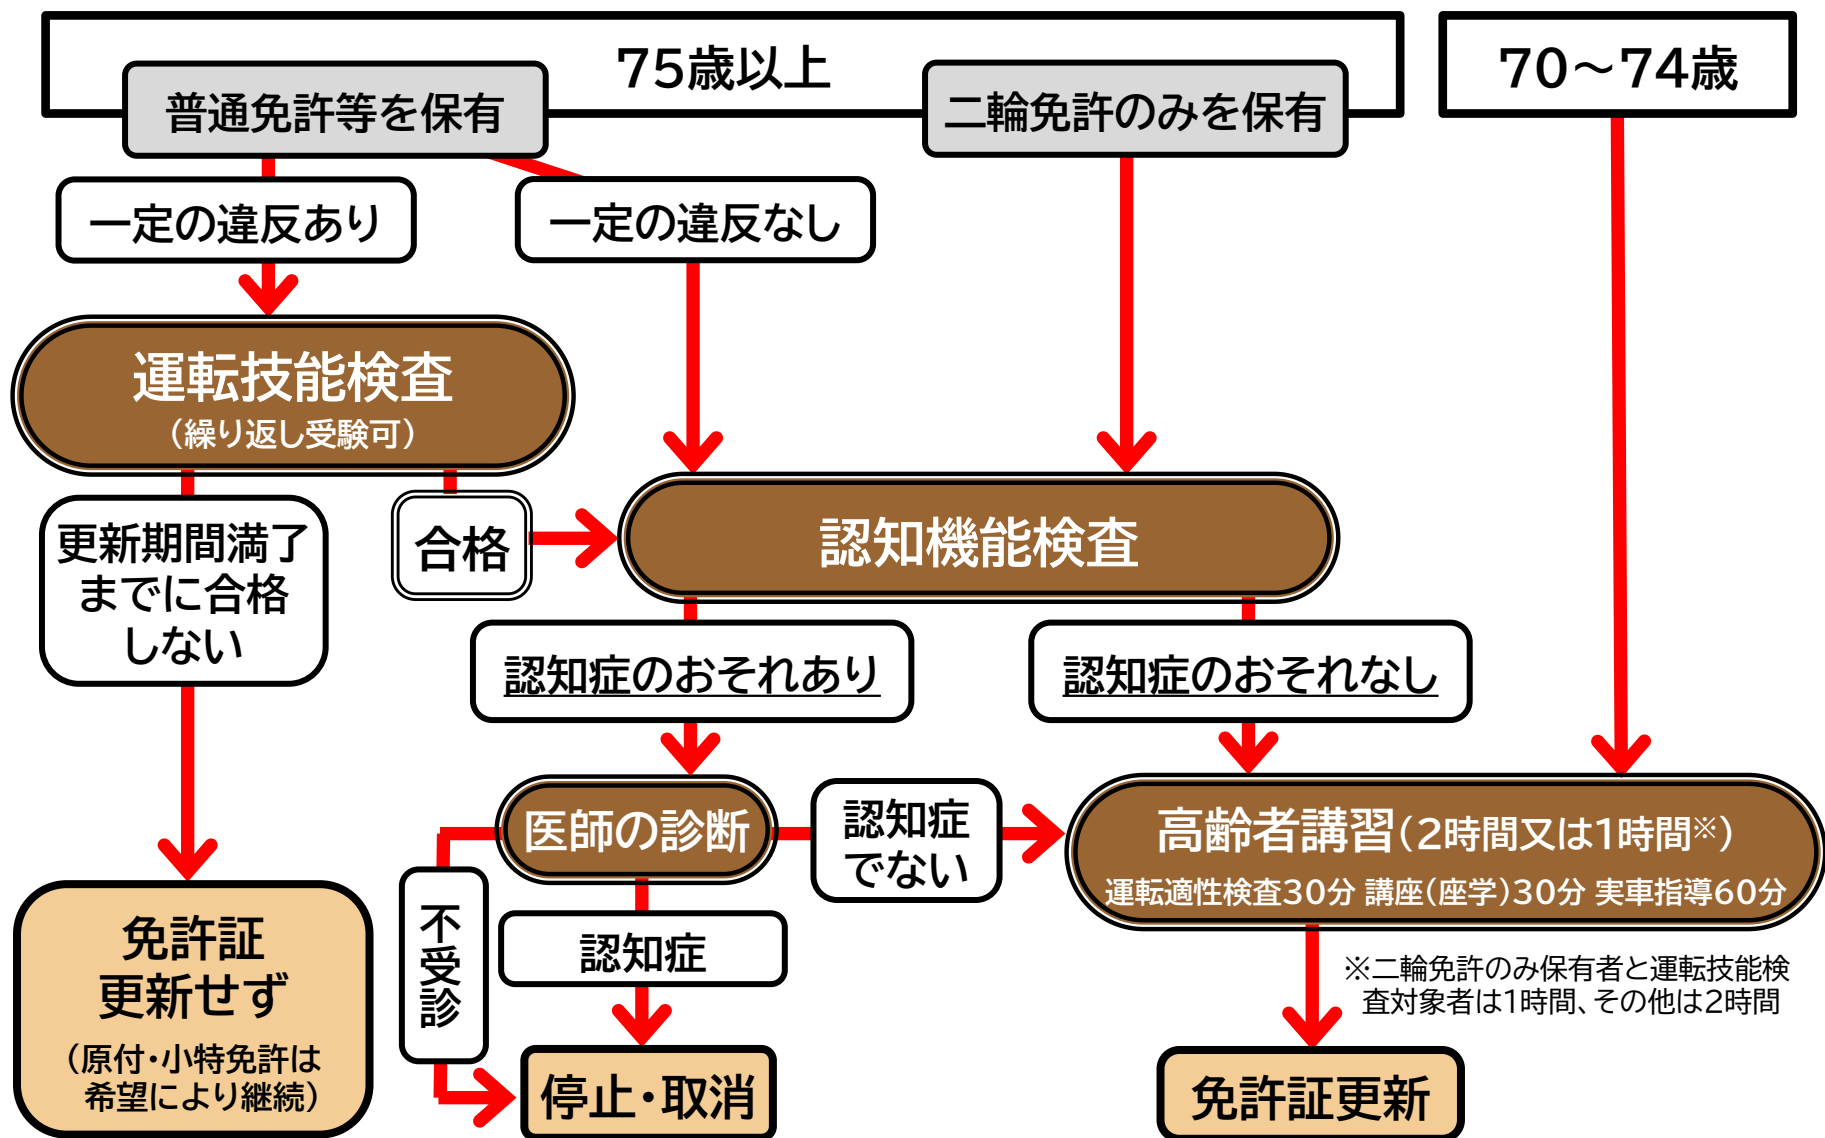 75歳以上
70～74歳
普通免許等を保有
二輪免許のみを保有
一定の違反あり
一定の違反なし
運転技能検査
（繰り返し受験可）
更新期間満了
までに合格
しない
合格
認知機能検査
認知症のおそれあり
認知症のおそれなし
医師の診断
認知症
でない
高齢者講習（2時間又は1時間※）
運転適性検査30分 講座（座学）30分 実車指導60分
不受診
認知症
※二輪免許のみ保有者と運転技能検
査対象者は1時間、その他は2時間
免許証
更新せず
（原付・小特免許は
希望により継続）
停止・取消
免許証更新